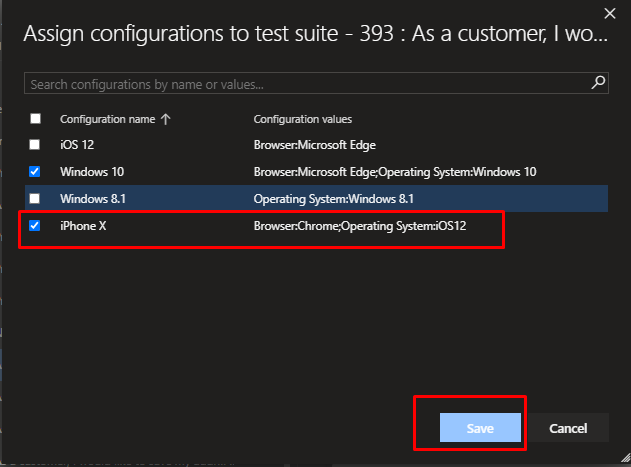 Assign configurations to test suite - 393 : As a customer, I wo...
Search configurations by name or values...
Configuration name ↑ Configuration values
iOS 12 Browser:Microsoft Edge
Windows 10 Browser:Microsoft Edge;Operating System:Windows 10
Windows 8.1 Operating System:Windows 8.1
iPhone X Browser:Chrome;Operating System:iOS12
Save Cancel